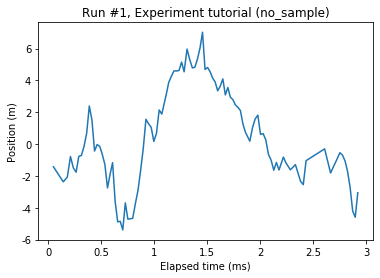 Run #1, Experiment tutorial (no_sample)
Position (m)
6
4
2
0
-2
-4
-6
0 0.5 1 1.5 2 2.5 3
Elapsed time (ms)